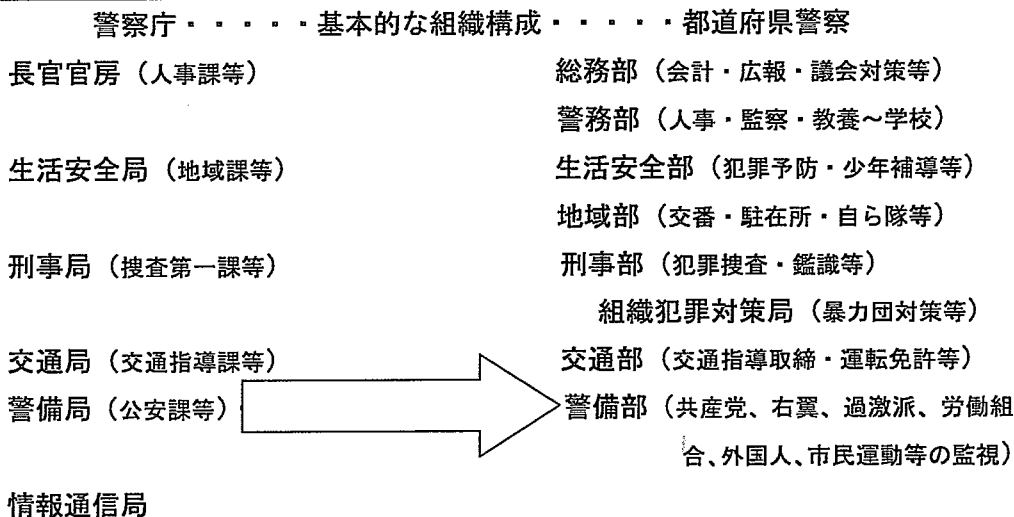 警察庁・・・・・基本的な組織構成・・・・・都道府県警察
長官官房（人事課等） 総務部（会計・広報・議会対策等）
警務部（人事・監察・教養～学校）
生活安全局（地域課等） 生活安全部（犯罪予防・少年補導等）
地域部（交番・駐在所・自ら隊等）
刑事局（捜査第一課等） 刑事部（犯罪捜査・鑑識等）
組織犯罪対策局（暴力団対策等）
交通局（交通指導課等） 交通部（交通指導取締・運転免許等）
警備局（公安課等） 警備部（共産党、右翼、過激派、労働組
合、外国人、市民運動等の監視）
情報通信局